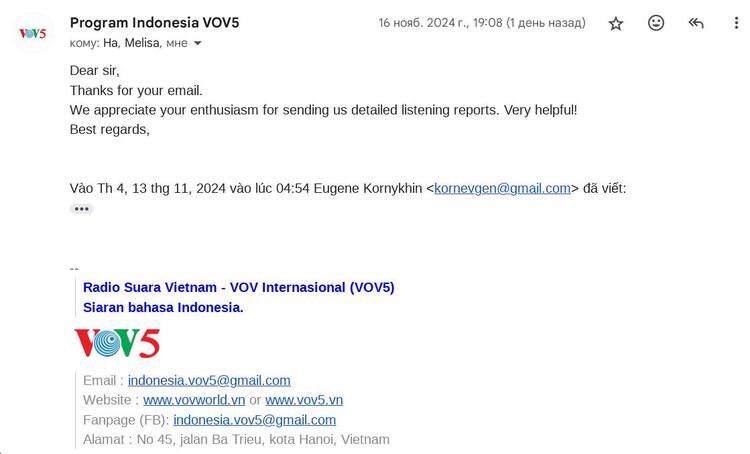 VOV5
Program Indonesia VOV5
16 нояб. 2024 г., 19:08 (1 день назад)
кому: Ha, Melisa, мне
Dear sir,
Thanks for your email.
We appreciate your enthusiasm for sending us detailed listening reports. Very helpful!
Best regards,
Vào Th 4, 13 thg 11, 2024 vào lúc 04:54 Eugene Kornykhin <kornevgen@gmail.com> đã viết:
--
Radio Suara Vietnam - VOV Internasional (VOV5)
Siaran bahasa Indonesia.
VOV5
Email : indonesia.vov5@gmail.com
Website : www.vovworld.vn or www.vov5.vn
Fanpage (FB): indonesia.vov5@gmail.com
Alamat : No 45, jalan Ba Trieu, kota Hanoi, Vietnam